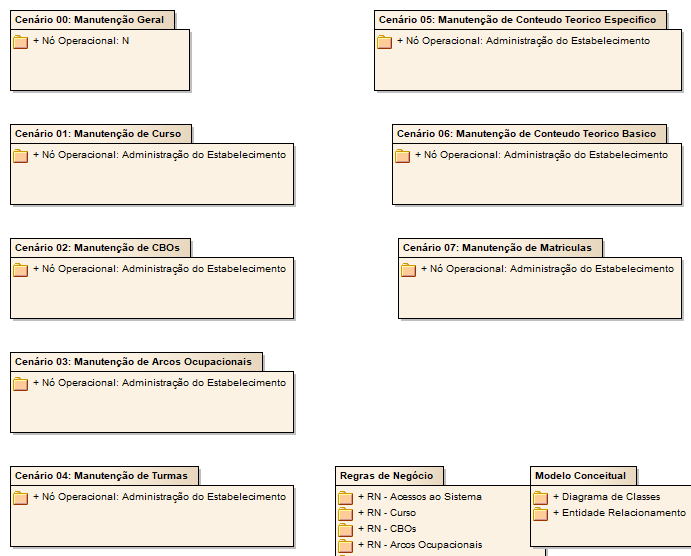 Cenário 00: Manutenção Geral
+ Nó Operacional: N
Cenário 05: Manutenção de Conteudo Teorico Especifico
+ Nó Operacional: Administração do Estabelecimento
Cenário 01: Manutenção de Curso
+ Nó Operacional: Administração do Estabelecimento
Cenário 06: Manutenção de Conteudo Teorico Basico
+ Nó Operacional: Administração do Estabelecimento
Cenário 02: Manutenção de CBOs
+ Nó Operacional: Administração do Estabelecimento
Cenário 07: Manutenção de Matriculas
+ Nó Operacional: Administração do Estabelecimento
Cenário 03: Manutenção de Arcos Ocupacionais
+ Nó Operacional: Administração do Estabelecimento
Cenário 04: Manutenção de Turmas
+ Nó Operacional: Administração do Estabelecimento
Regras de Negócio
+ RN - Acessos ao Sistema
+ RN - Curso
+ RN - CBOs
+ RN - Arcos Ocupacionais
Modelo Conceitual
+ Diagrama de Classes
+ Entidade Relacionamento